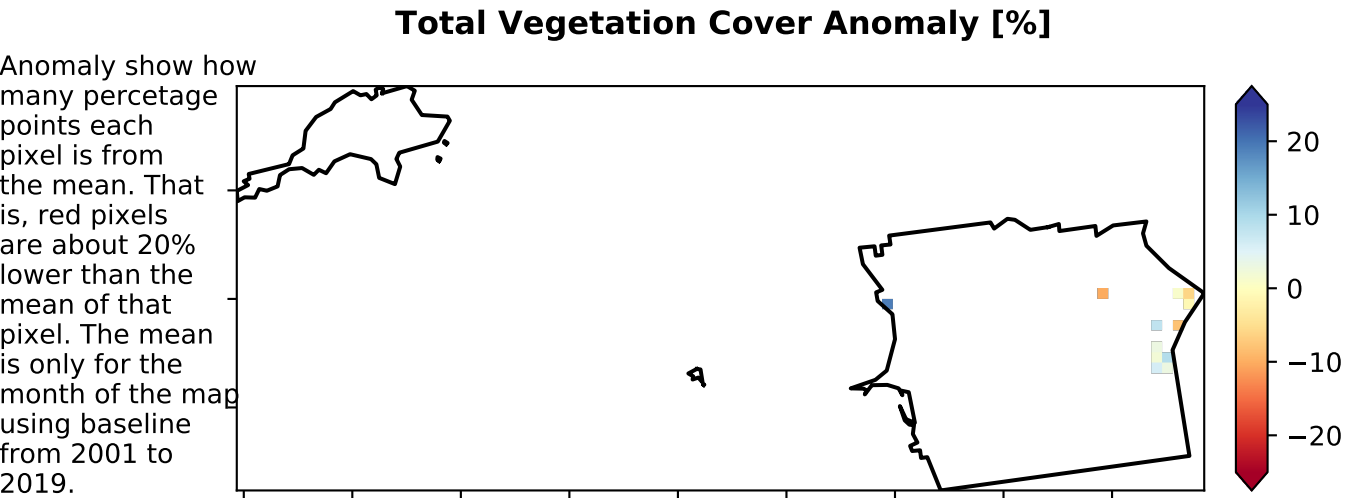 Total Vegetation Cover Anomaly [%]
Anomaly show how
many percetage
points each
pixel is from
the mean. That
is, red pixels
are about 20%
lower than the
mean of that
pixel. The mean
is only for the
month of the map
using baseline
from 2001 to
2019.
20
10
0
−10
−20